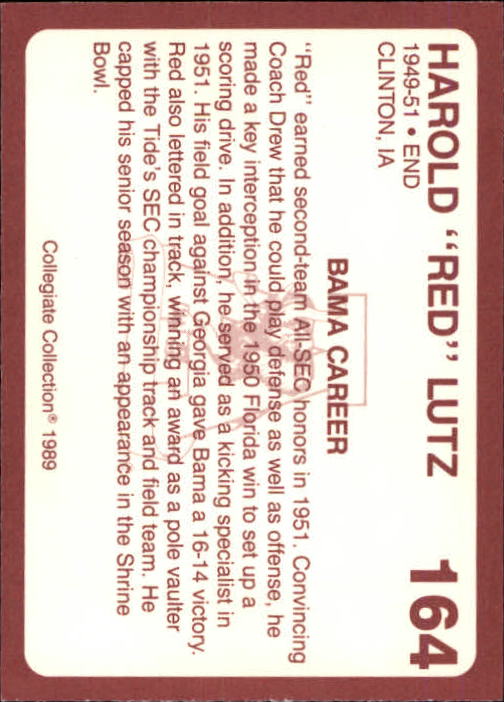 HAROLD "RED" LUTZ 164
1949-51 • END
CLINTON, IA
BAMA CAREER
"Red" earned second-team All-SEC honors in 1951. Convincing
Coach Drew that he could play defense as well as offense, he
made a key interception in the 1950 Florida win to set up a
scoring drive. In addition, he served as a kicking specialist in
1951. His field goal against Georgia gave Bama a 16-14 victory.
Red also lettered in track, winning an award as a pole vaulter
with the Tide's SEC championship track and field team. He
capped his senior season with an appearance in the Shrine
Bowl.
Collegiate Collection® 1989